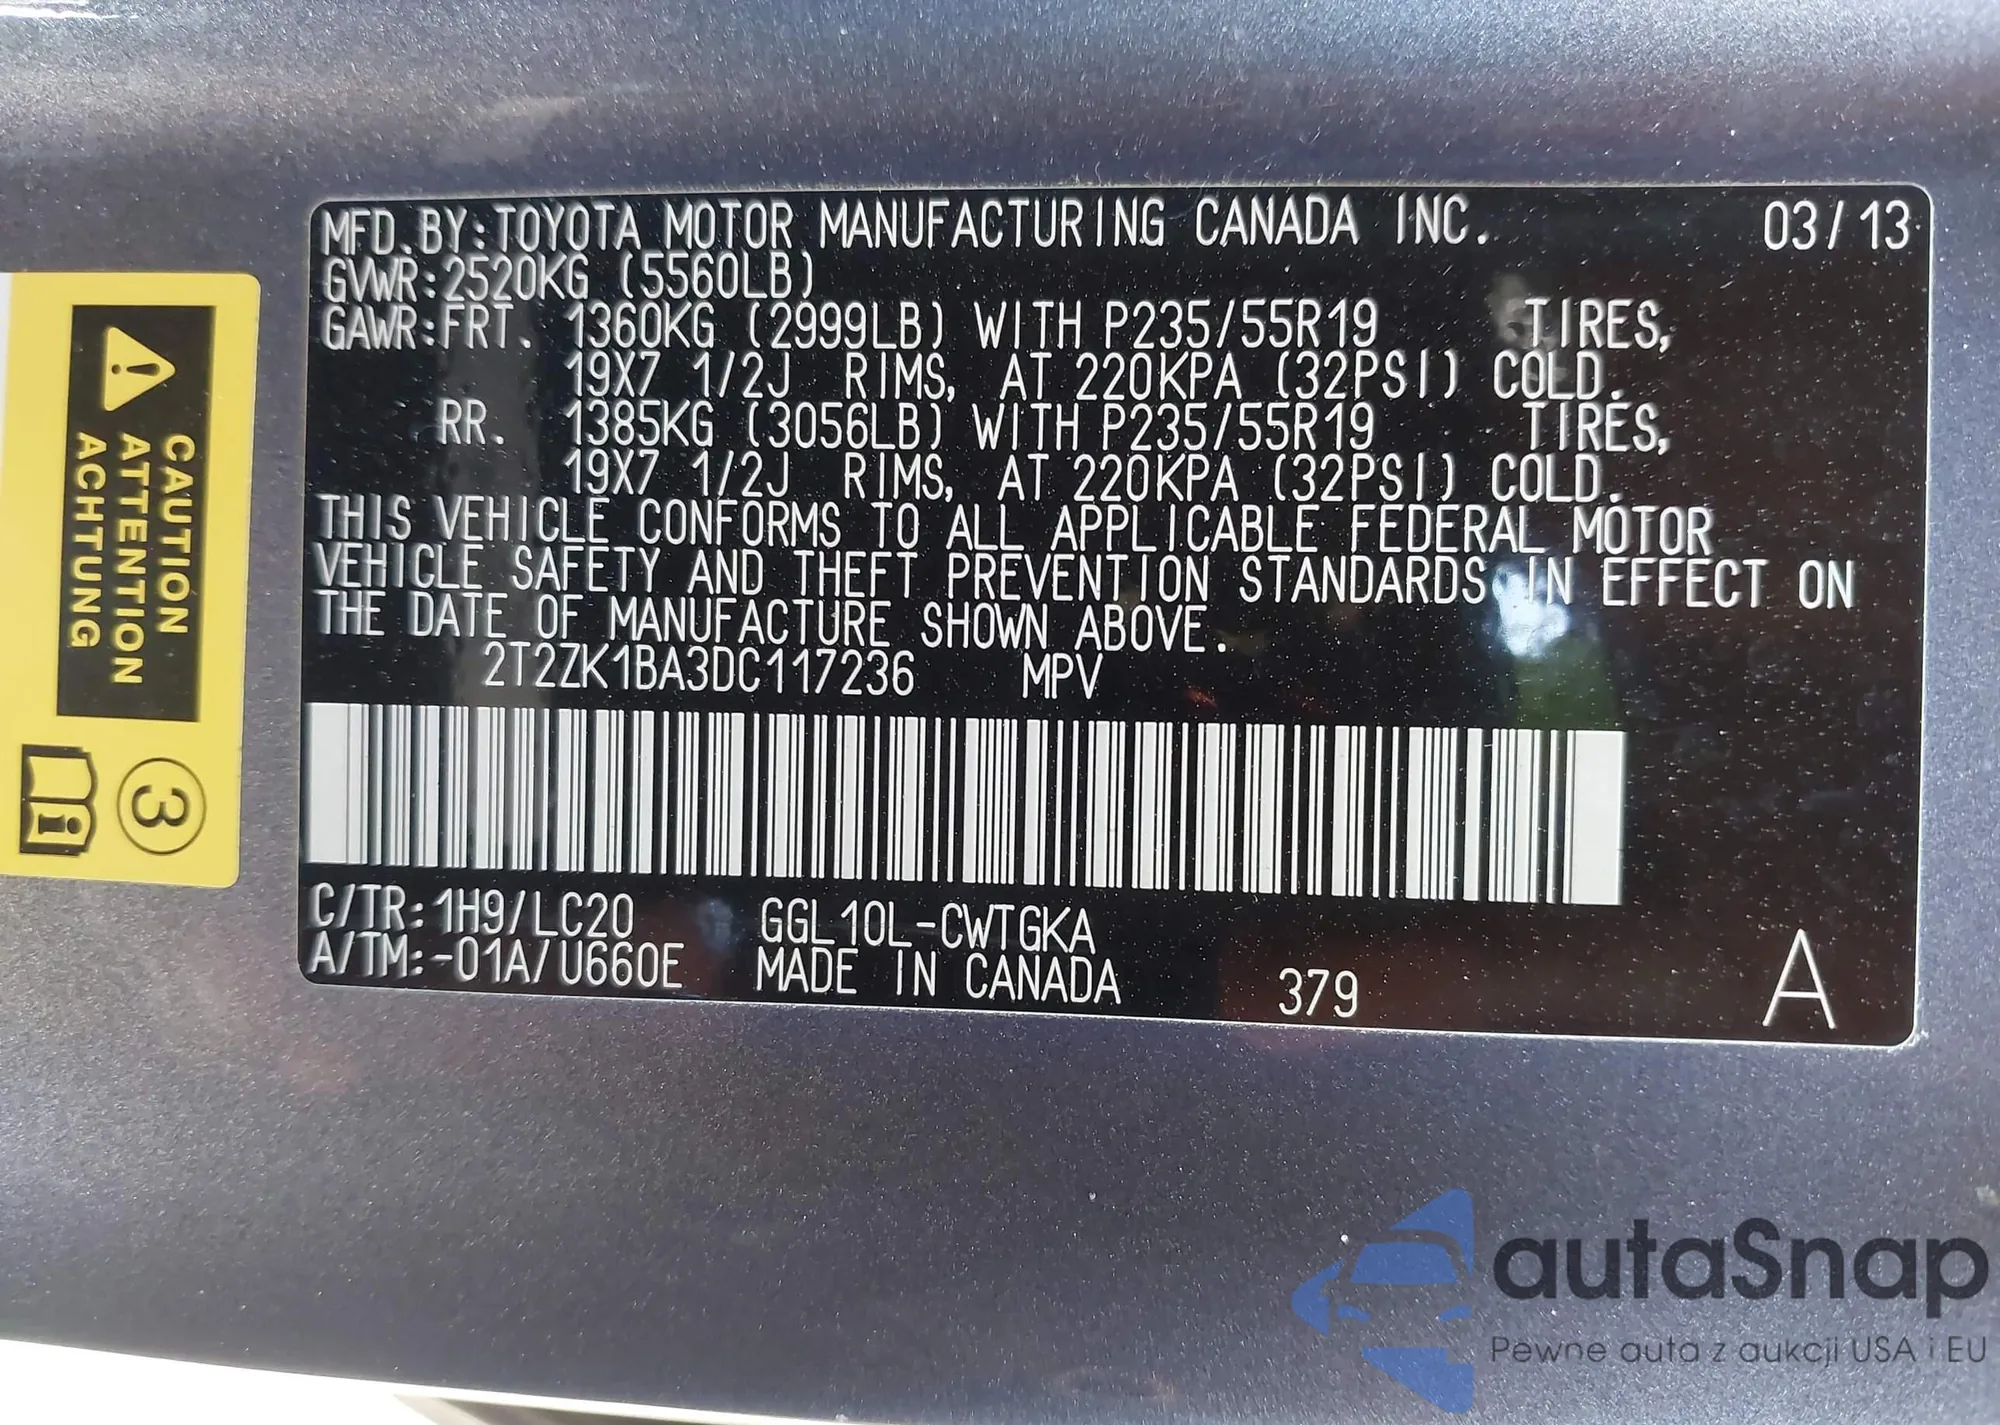 MFD.BY:TOYOTA MOTOR MANUFACTURING CANADA INC. 03/13
GVWR:2520KG (5560LB)
GAWR:FRT. 1360KG (2999LB) WITH P235/55R19 TIRES,
19X7 1/2J RIMS, AT 220KPA (32PSI) COLD.
RR. 1385KG (3056LB) WITH P235/55R19 TIRES,
19X7 1/2J RIMS, AT 220KPA (32PSI) COLD.
THIS VEHICLE CONFORMS TO ALL APPLICABLE FEDERAL MOTOR
VEHICLE SAFETY AND THEFT PREVENTION STANDARDS IN EFFECT ON
THE DATE OF MANUFACTURE SHOWN ABOVE.
2T2ZK1BA3DC117236 MPV
C/TR:1H9/LC20 GGL10L-CWTGKA
A/TM:-01A/U660E MADE IN CANADA 379 A
CAUTION
ATTENTION
ACHTUNG
3
autaSnap
Pewne auta z aukcji USA i EU